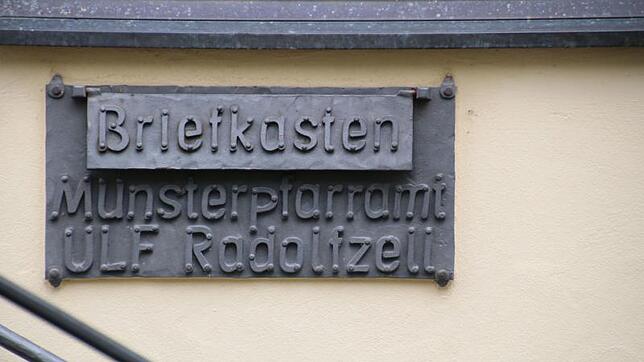 Briefkasten
Münsterpfarramt
ULF Radolfzell